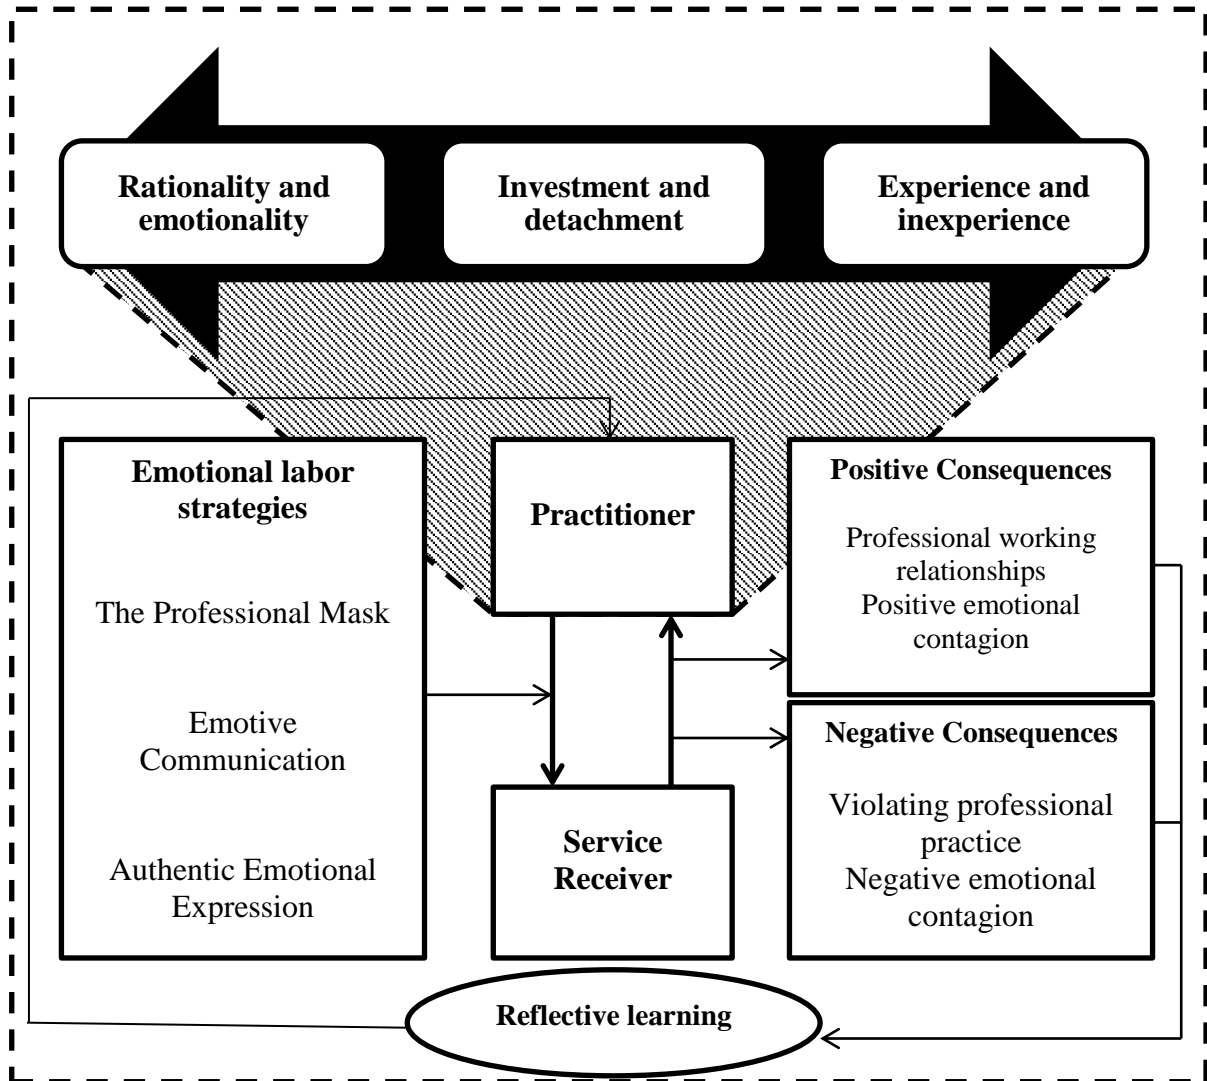 Rationality and
emotionality
Investment and
detachment
Experience and
inexperience
Emotional labor
strategies
The Professional Mask
Emotive
Communication
Authentic Emotional
Expression
Practitioner
Service
Receiver
Positive Consequences
Professional working
relationships
Positive emotional
contagion
Negative Consequences
Violating professional
practice
Negative emotional
contagion
Reflective learning